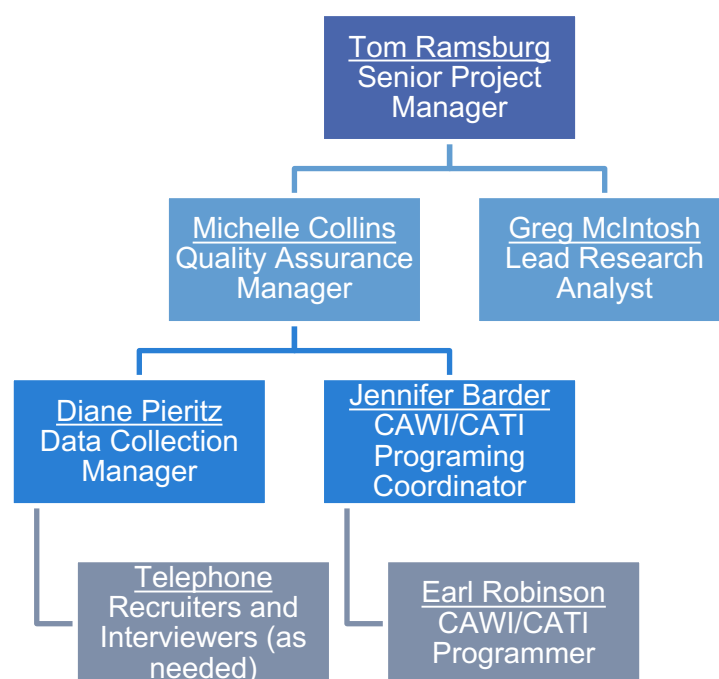 Tom Ramsburg
Senior Project
Manager
Michelle Collins
Quality Assurance
Manager
Greg McIntosh
Lead Research
Analyst
Diane Pieritz
Data Collection
Manager
Jennifer Barder
CAWI/CATI
Programing
Coordinator
Telephone
Recruiters and
Interviewers (as
needed)
Earl Robinson
CAWI/CATI
Programmer